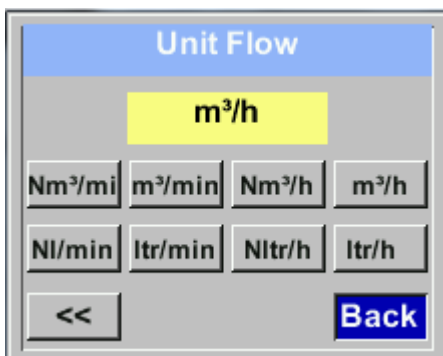 Unit Flow
m³/h
Nm³/mi m³/min Nm³/h m³/h
Nl/min ltr/min Nltr/h ltr/h
<< Back